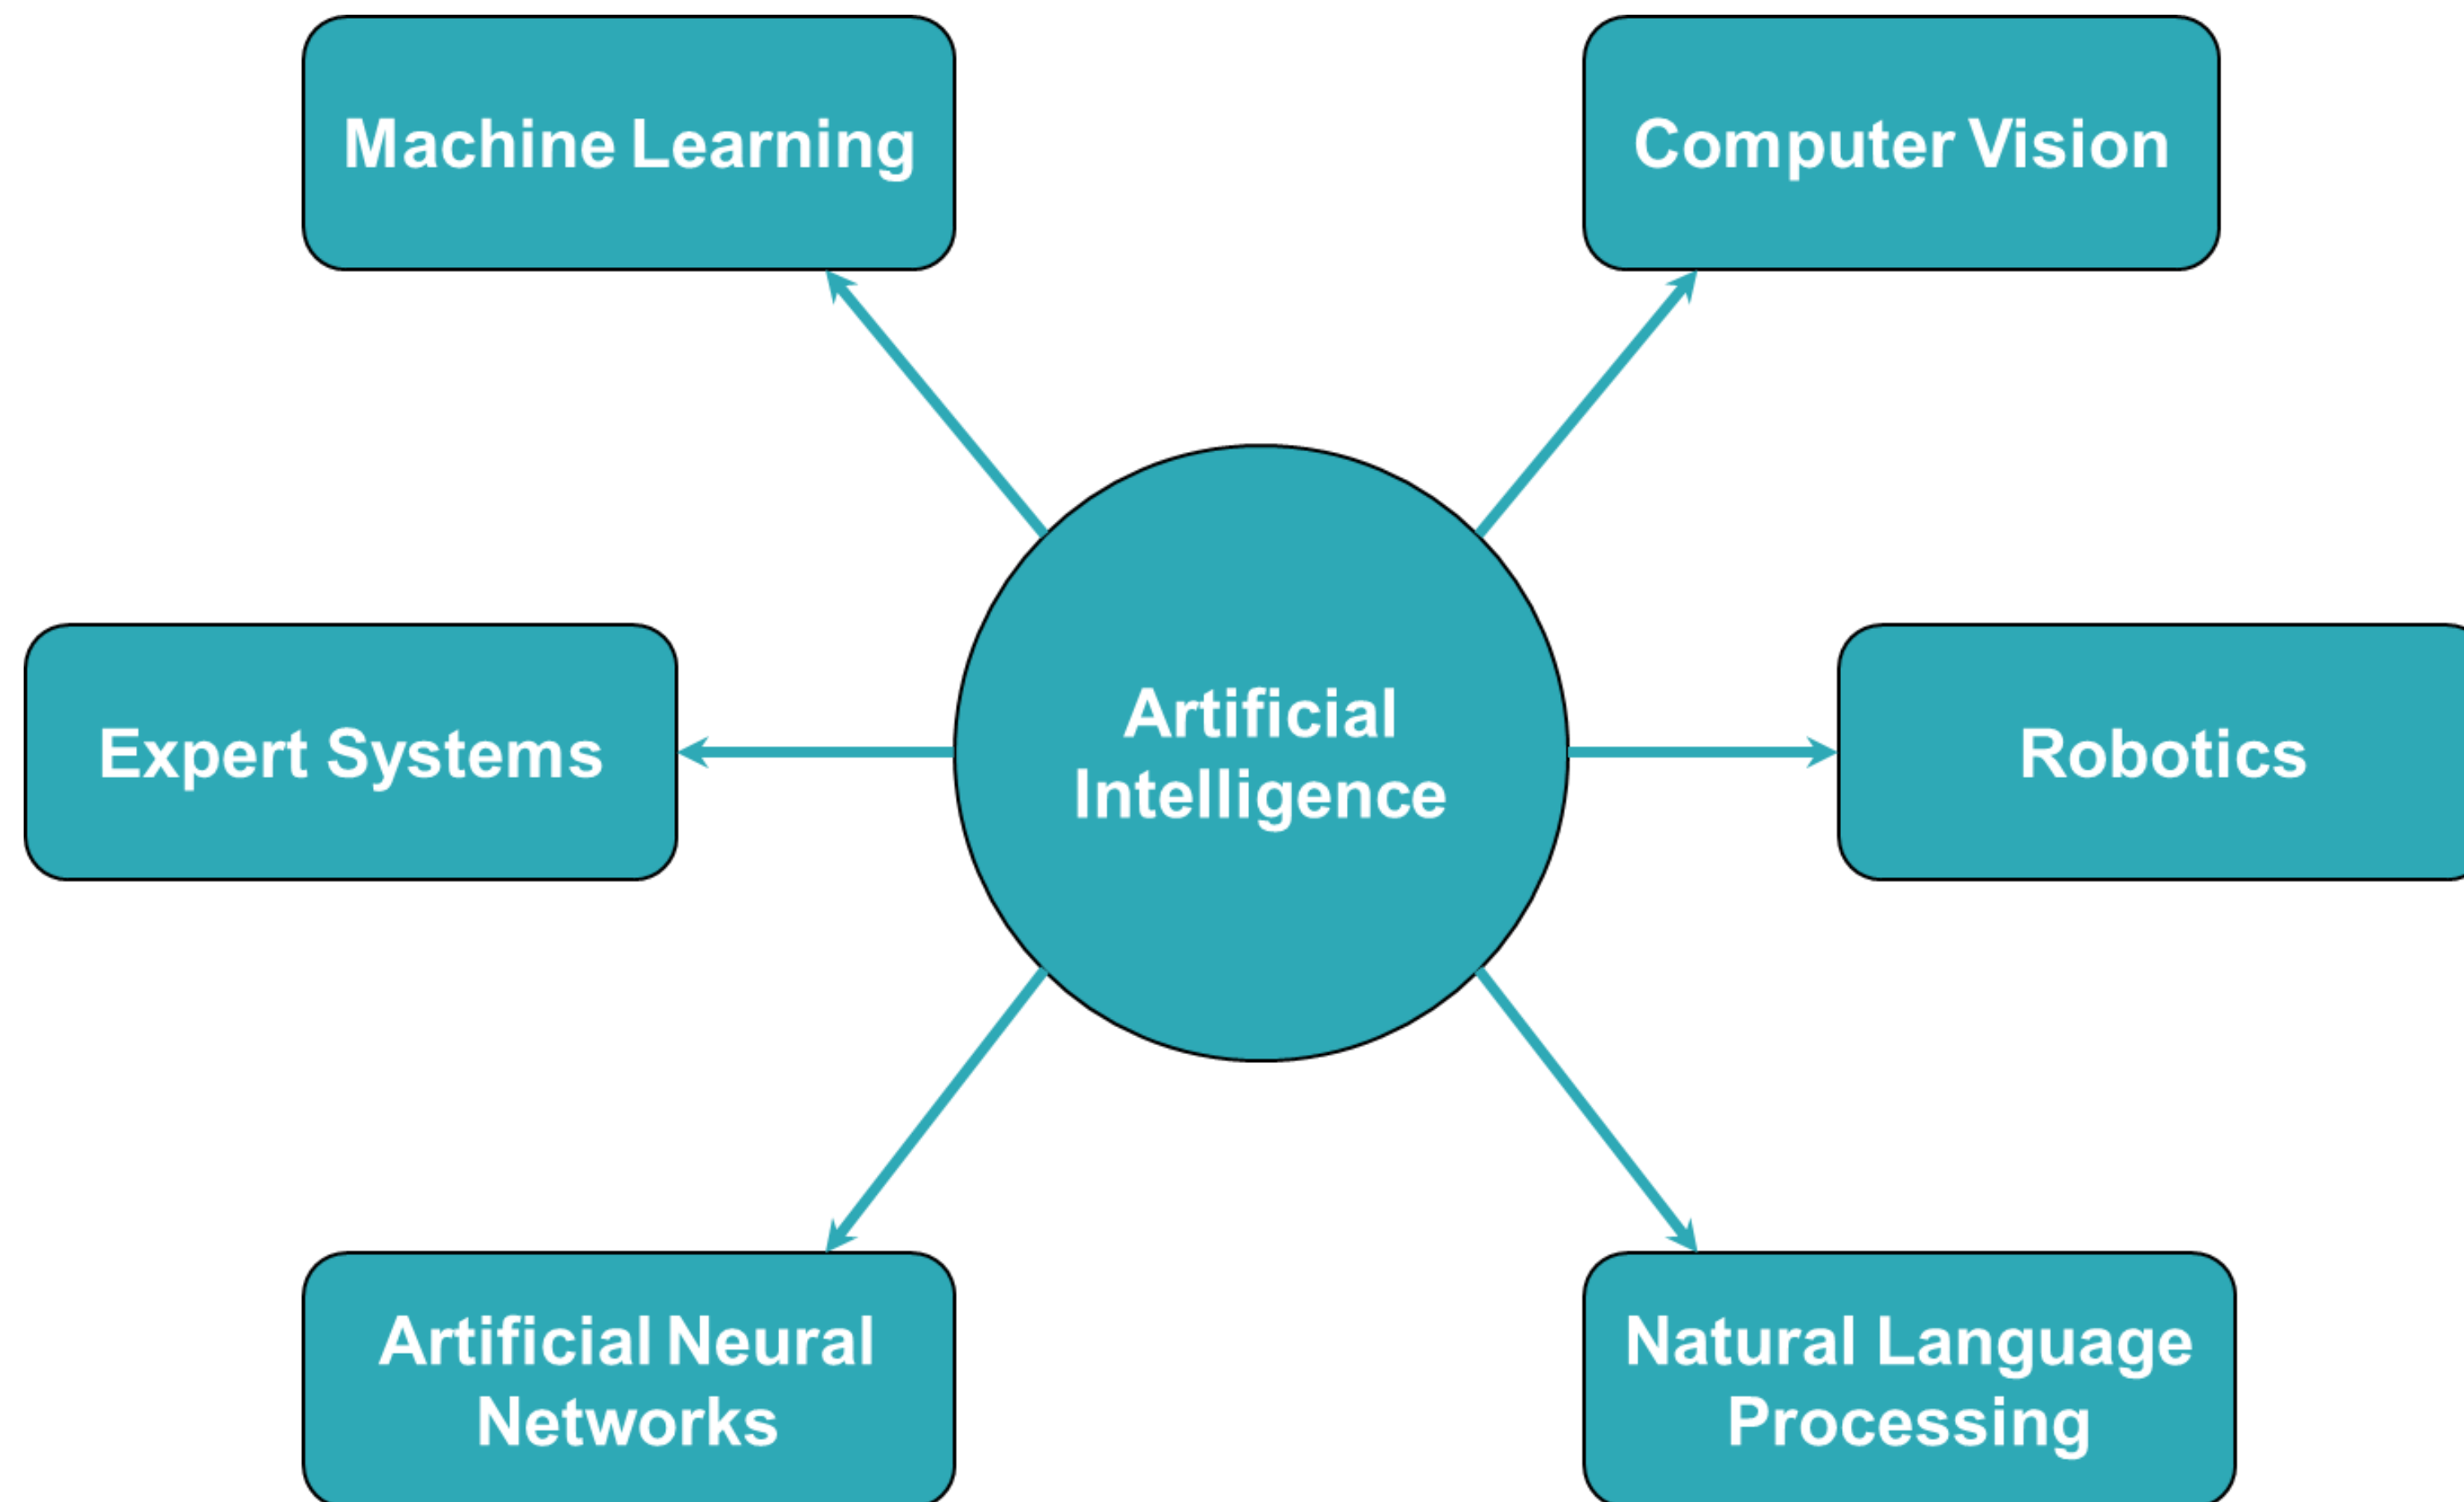 Machine Learning
Computer Vision
Expert Systems
Artificial
Intelligence
Robotics
Artificial Neural
Networks
Natural Language
Processing